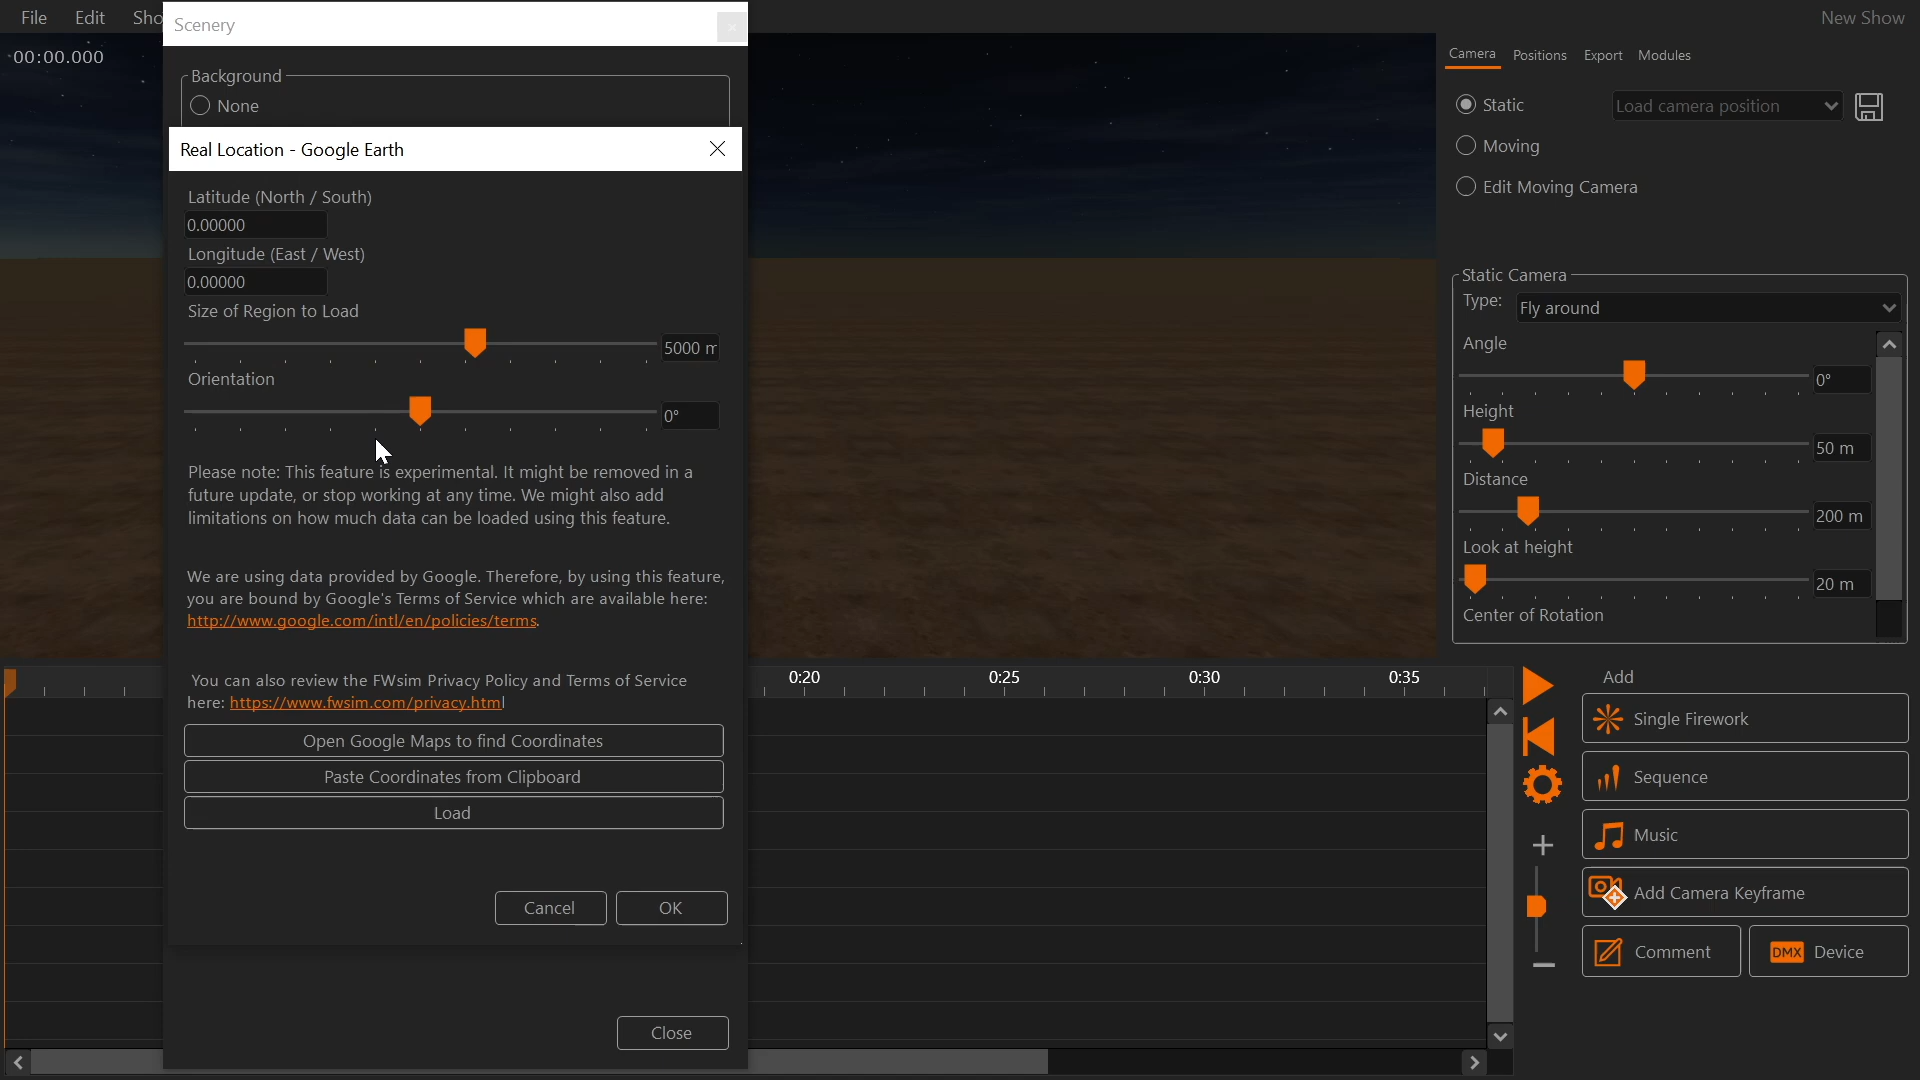 File Edit Sho
New Show
00:00.000
Scenery
Background
None
Real Location - Google Earth
Latitude (North / South)
0.00000
Longitude (East / West)
0.00000
Size of Region to Load
5000 m
Orientation
0°
Please note: This feature is experimental. It might be removed in a
future update, or stop working at any time. We might also add
limitations on how much data can be loaded using this feature.
We are using data provided by Google. Therefore, by using this feature,
you are bound by Google's Terms of Service which are available here:
http://www.google.com/intl/en/policies/terms.
You can also review the FWsim Privacy Policy and Terms of Service
here: https://www.fwsim.com/privacy.html
Open Google Maps to find Coordinates
Paste Coordinates from Clipboard
Load
Cancel OK
Close
Camera Positions Export Modules
Static
Load camera position
Moving
Edit Moving Camera
Static Camera
Type: Fly around
Angle
0°
Height
50 m
Distance
200 m
Look at height
20 m
Center of Rotation
0:20 0:25 0:30 0:35
Add
Single Firework
Sequence
Music
Add Camera Keyframe
Comment
DMX Device